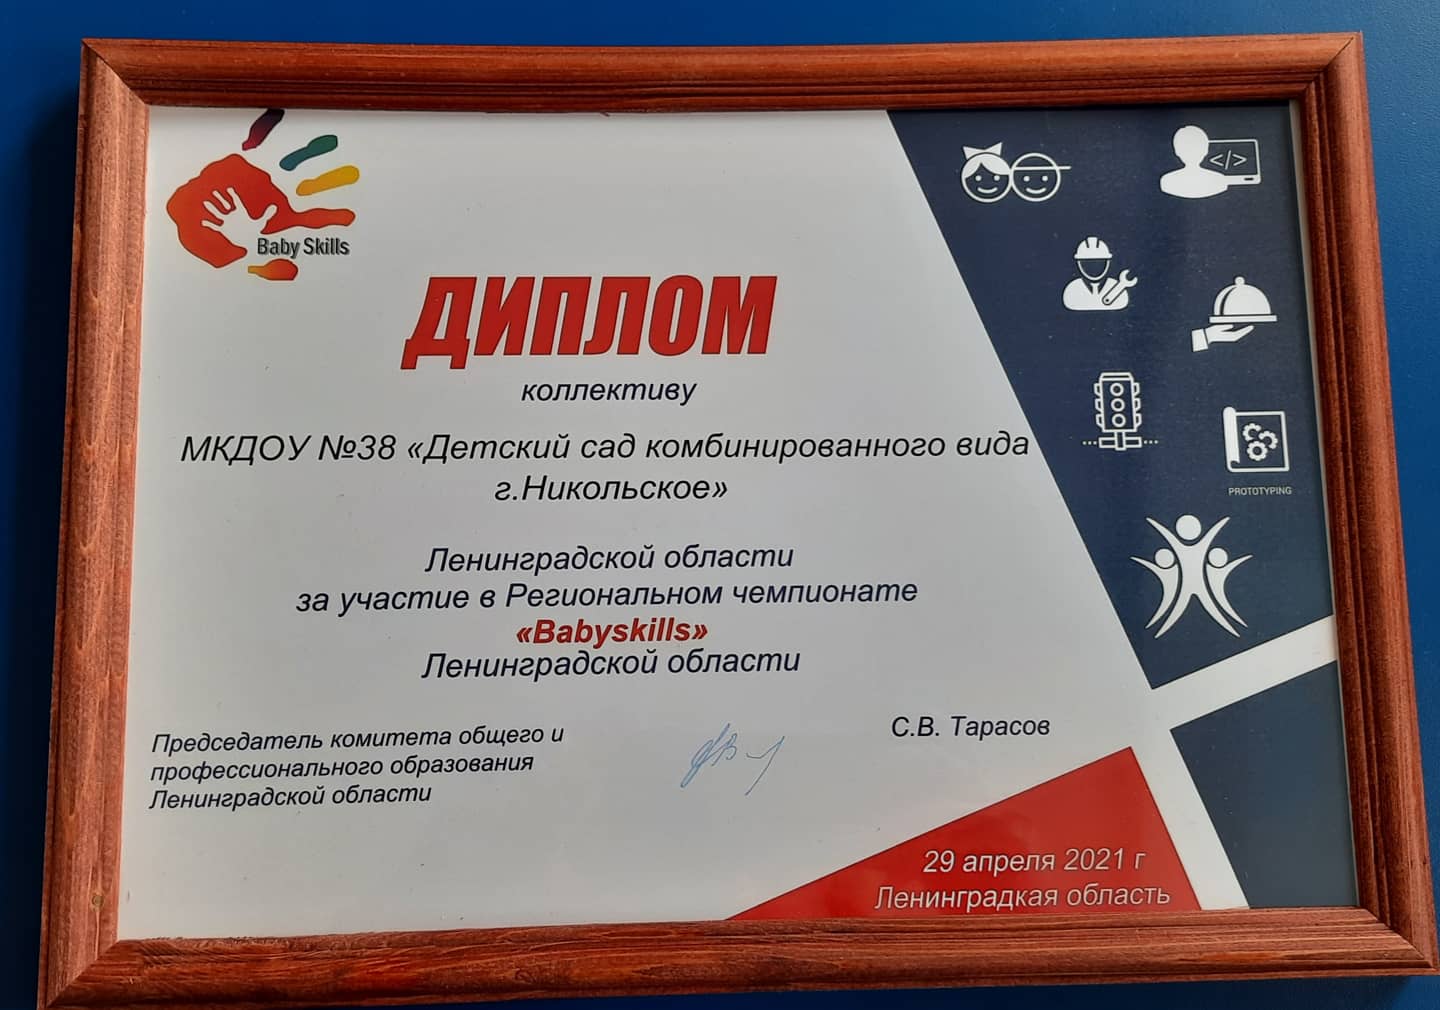 Baby Skills
ДИПЛОМ
коллективу
МКДОУ №38 «Детский сад комбинированного вида
г.Никольское»
Ленинградской области
за участие в Региональном чемпионате
«Babyskills»
Ленинградской области
Председатель комитета общего и
профессионального образования
Ленинградской области
С.В. Тарасов
29 апреля 2021 г
Ленинградкая область
</>
PROTOTYPING